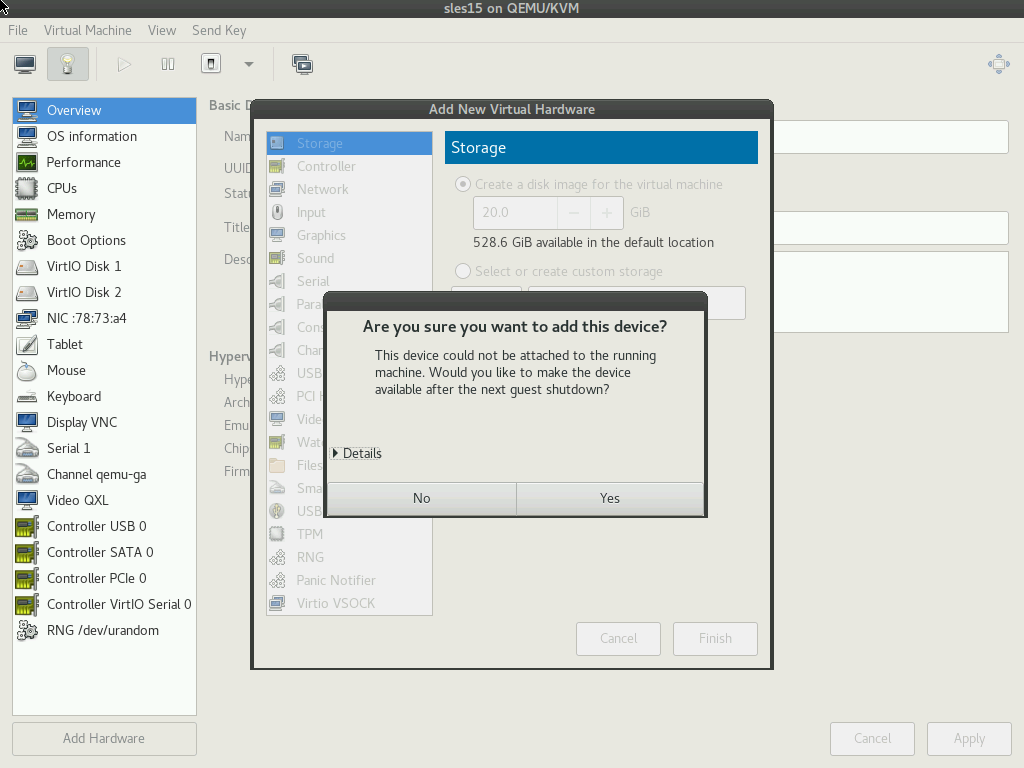 sles15 on QEMU/KVM
File Virtual Machine View Send Key
Overview
OS information
Performance
CPUs
Memory
Boot Options
VirtIO Disk 1
VirtIO Disk 2
NIC :78:73:a4
Tablet
Mouse
Keyboard
Display VNC
Serial 1
Channel qemu-ga
Video QXL
Controller USB 0
Controller SATA 0
Controller PCIe 0
Controller VirtIO Serial 0
RNG /dev/urandom
Add Hardware
Basic D
Nam
UUID
Statu
Title
Desc
Hyperv
Hype
Arch
Emu
Chip
Firm
Add New Virtual Hardware
Storage
Controller
Network
Input
Graphics
Sound
Serial
Para
Cons
Char
USB
PCI H
Vide
Wat
Files
Sma
USB
TPM
RNG
Panic Notifier
Virtio VSOCK
Storage
Create a disk image for the virtual machine
20.0 − + GiB
528.6 GiB available in the default location
Select or create custom storage
Are you sure you want to add this device?
This device could not be attached to the running
machine. Would you like to make the device
available after the next guest shutdown?
Details
No Yes
Cancel Finish
Cancel Apply